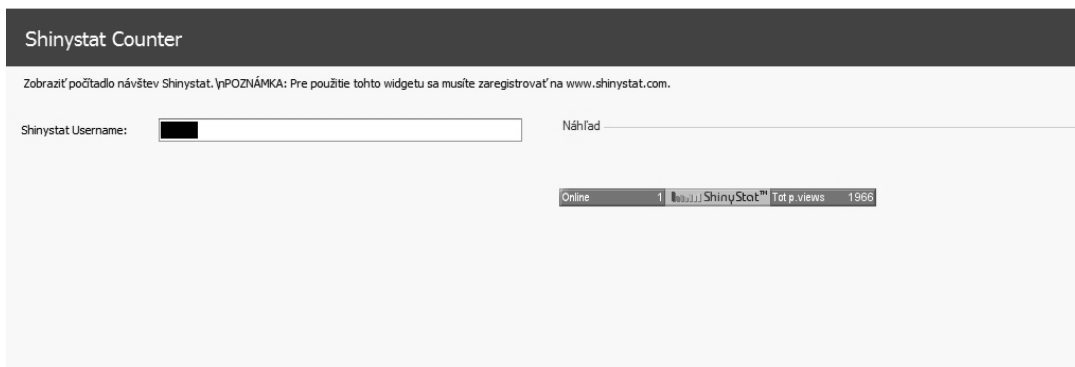 Shinystat Counter
Zobraziť počítadlo návštev Shinystat.\nPOZNÁMKA: Pre použitie tohto widgetu sa musíte zaregistrovať na www.shinystat.com.
Shinystat Username:
Náhľad
Online 1 ShinyStat™ Tot p.views 1966